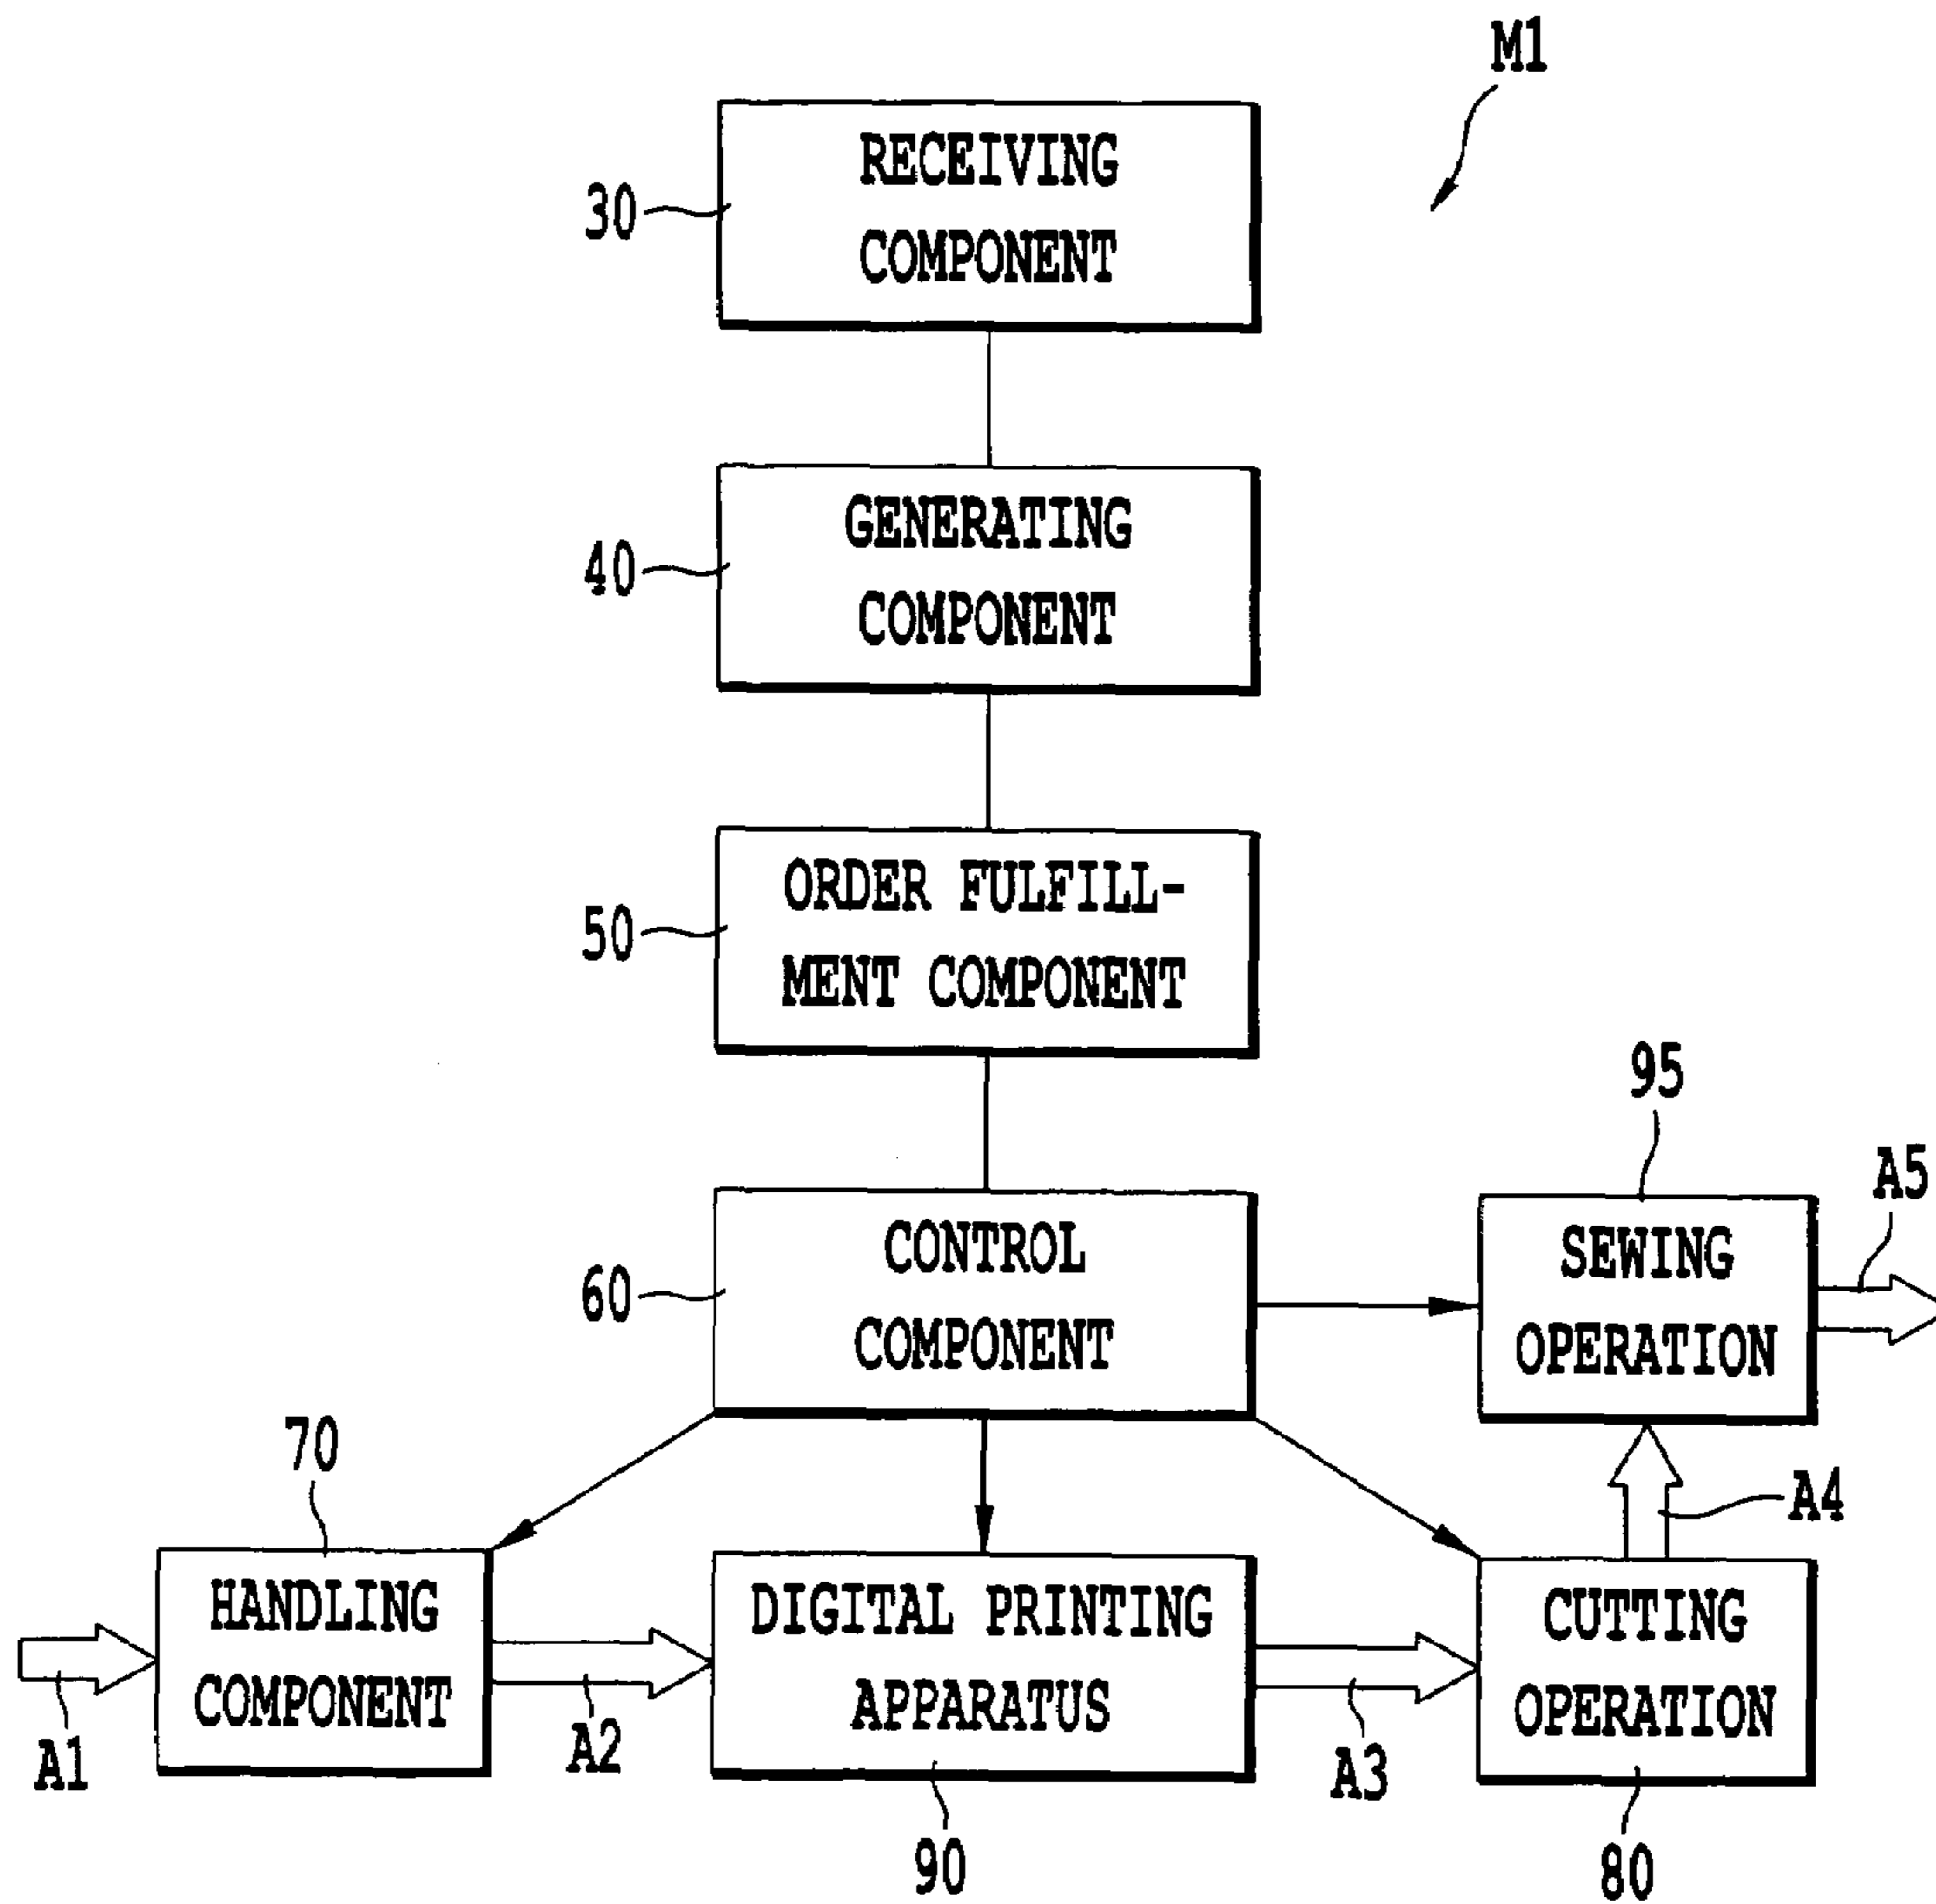 M1
RECEIVING
COMPONENT
30
GENERATING
COMPONENT
40
ORDER FULFILL-
MENT COMPONENT
50
CONTROL
COMPONENT
60
95
SEWING
OPERATION
A5
70
HANDLING
COMPONENT
A1
A2
DIGITAL PRINTING
APPARATUS
90
A3
A4
CUTTING
OPERATION
80